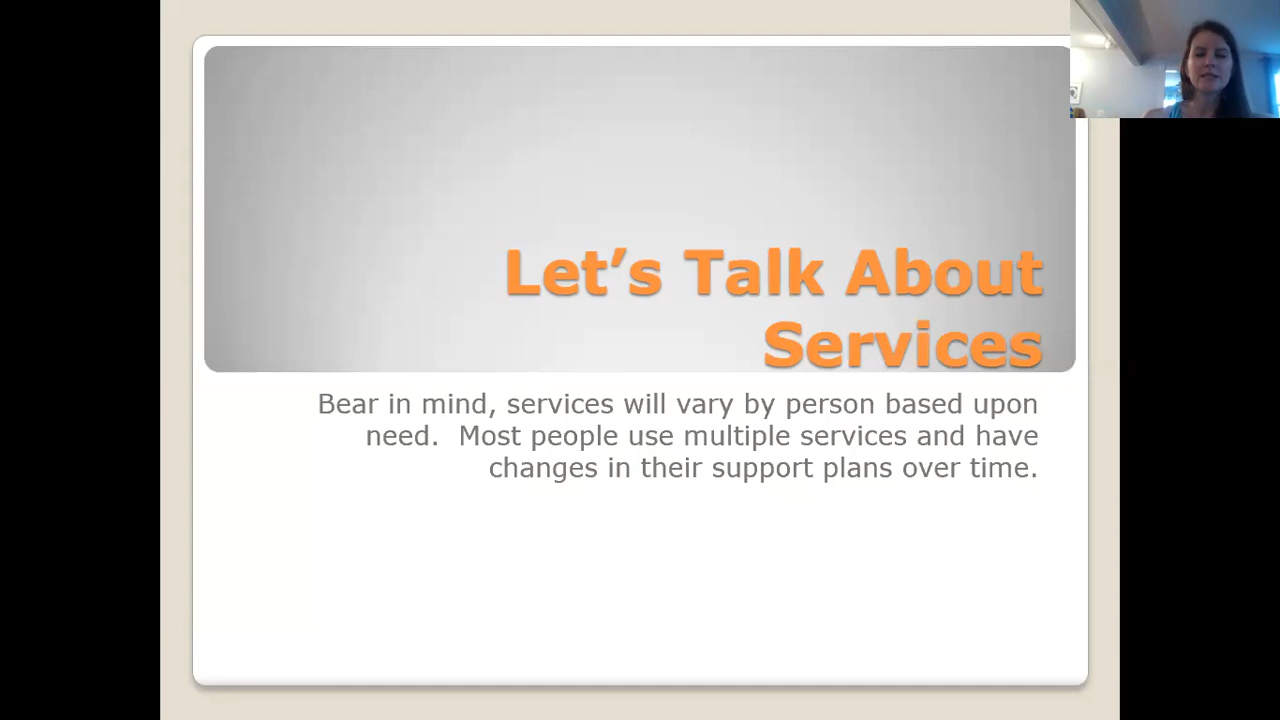 Let’s Talk About
Services
Bear in mind, services will vary by person based upon
need.  Most people use multiple services and have
changes in their support plans over time.